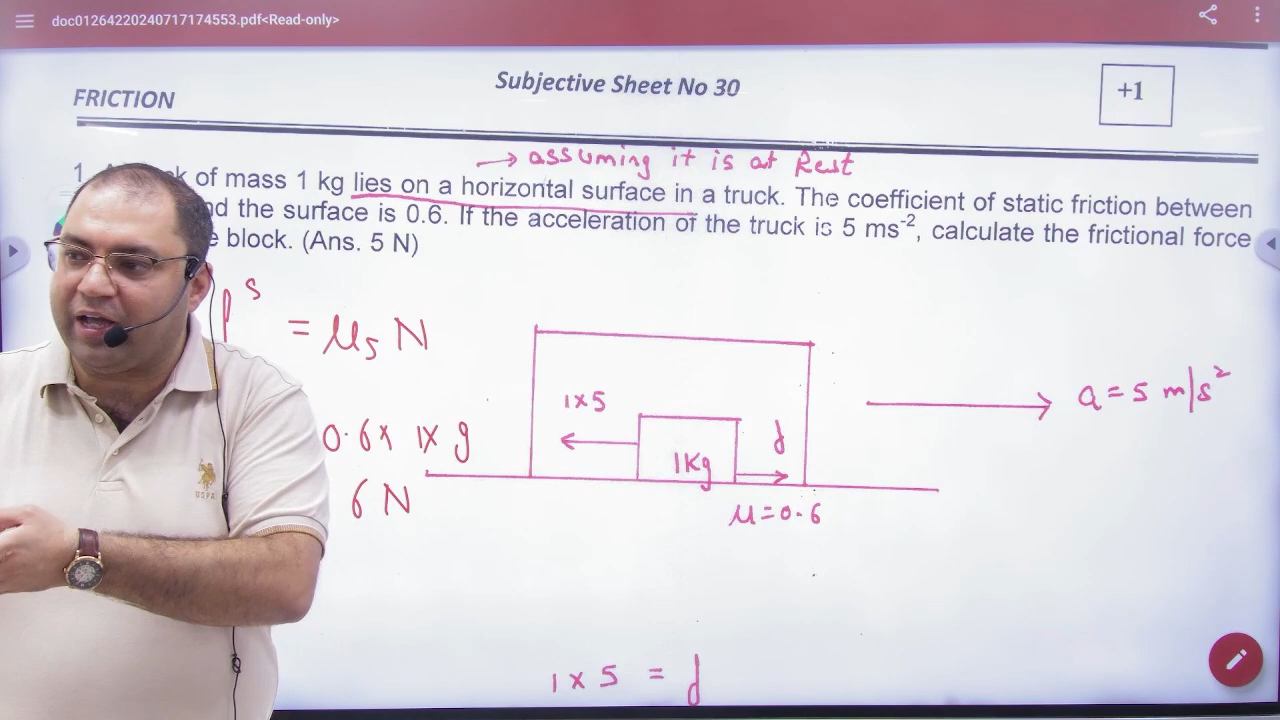 doc01264220240717174553.pdf<Read-only>
Subjective Sheet No 30
+1
FRICTION
→ assuming it is at Rest
1. of mass 1 kg lies on a horizontal surface in a truck. The coefficient of static friction between
the surface is 0.6. If the acceleration of the truck is 5 ms⁻², calculate the frictional force
block. (Ans. 5 N)
s = μs N
0.6 x 1 x g
6 N
1x5
1Kg
f
μ=0.6
a = 5 m/s²
1 x 5 = f
USPA